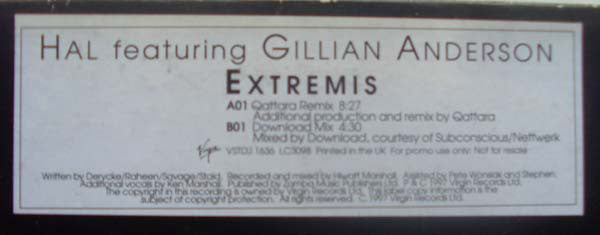 HAL featuring GILLIAN ANDERSON
EXTREMIS
A01 Qattara Remix 8:27
Additional production and remix by Qattara
B01 Download Mix 4:30
Mixed by Download, courtesy of Subconscious/Nettwerk
Virgin VSTDJ 1636 LC3098 Printed in the UK For promo use only: Not for resale
Written by Derycke/Raheen/Savage/Staid. Recorded and mixed by Hiwatt Marshall. Assisted by Pete Wonsiak and Stephen.
Additional vocals by Ken Marshall. Published by Zomba Music Publishers Ltd. P & C 1997 Virgin Records Ltd.
The copyright in this recording is owned by Virgin Records Ltd. This label copy information is the
subject of copyright protection. All rights reserved. C 1997 Virgin Records Ltd.